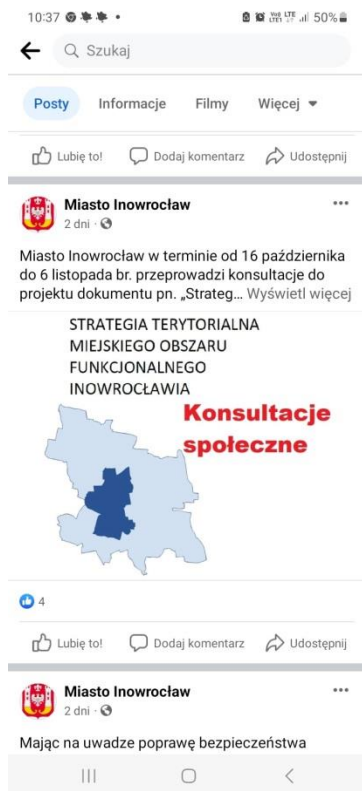 10:37
50%
Szukaj
Posty Informacje Filmy Więcej
Lubię to! Dodaj komentarz Udostępnij
Miasto Inowrocław
2 dni ·
Miasto Inowrocław w terminie od 16 października
do 6 listopada br. przeprowadzi konsultacje do
projektu dokumentu pn. „Strateg... Wyświetl więcej
STRATEGIA TERYTORIALNA
MIEJSKIEGO OBSZARU
FUNKCJONALNEGO
INOWROCŁAWIA
Konsultacje
społeczne
4
Lubię to! Dodaj komentarz Udostępnij
Miasto Inowrocław
2 dni ·
Mając na uwadze poprawę bezpieczeństwa